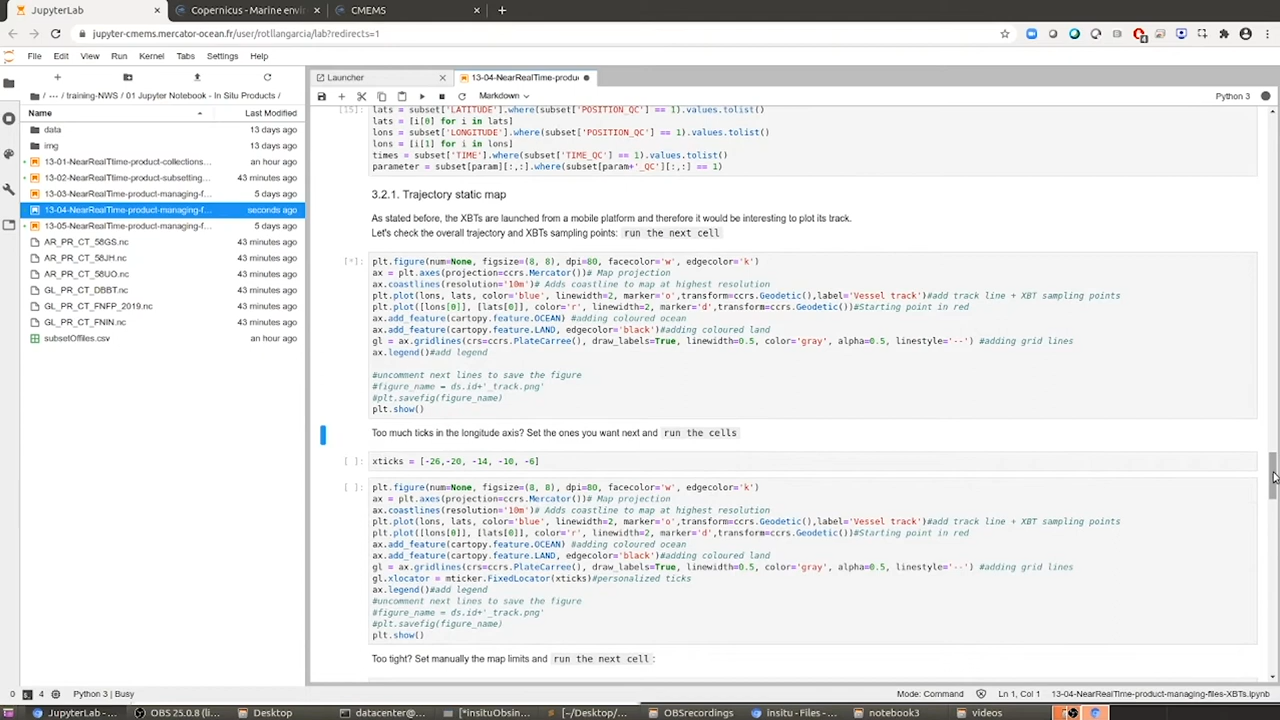 JupyterLab
Copernicus - Marine envi
CMEMS
jupyter-cmems.mercator-ocean.fr/user/rotllangarcia/lab?redirects=1
File Edit View Run Kernel Tabs Settings Help
/ ··· / training-NWS / 01 Jupyter Notebook - In Situ Products /
Name Last Modified
data 13 days ago
img 13 days ago
13-01-NearRealTtime-product-collections... an hour ago
13-02-NearRealTtime-product-subsetting... 43 minutes ago
13-03-NearRealTime-product-managing-f... 5 days ago
13-04-NearRealTime-product-managing-f... seconds ago
13-05-NearRealTime-product-managing-f... 5 days ago
AR_PR_CT_58GS.nc 43 minutes ago
AR_PR_CT_58JH.nc 43 minutes ago
AR_PR_CT_58UO.nc 43 minutes ago
GL_PR_CT_DBBT.nc 43 minutes ago
GL_PR_CT_FNFP_2019.nc 43 minutes ago
GL_PR_CT_FNIN.nc 43 minutes ago
subsetOffiles.csv an hour ago
Launcher
13-04-NearRealTime-produ
Markdown
Python 3
[15]: lats = subset['LATITUDE'].where(subset['POSITION_QC'] == 1).values.tolist()
lats = [i[0] for i in lats]
lons = subset['LONGITUDE'].where(subset['POSITION_QC'] == 1).values.tolist()
lons = [i[1] for i in lons]
times = subset['TIME'].where(subset['TIME_QC'] == 1).values.tolist()
parameter = subset[param][:,:].where(subset[param+'_QC'][:,:] == 1)
3.2.1. Trajectory static map
As stated before, the XBTs are launched from a mobile platform and therefore it would be interesting to plot its track.
Let's check the overall trajectory and XBTs sampling points: run the next cell
[*]: plt.figure(num=None, figsize=(8, 8), dpi=80, facecolor='w', edgecolor='k')
ax = plt.axes(projection=ccrs.Mercator())# Map projection
ax.coastlines(resolution='10m')# Adds coastline to map at highest resolution
plt.plot(lons, lats, color='blue', linewidth=2, marker='o',transform=ccrs.Geodetic(),label='Vessel track')#add track line + XBT sampling points
plt.plot([lons[0]], [lats[0]], color='r', linewidth=2, marker='d',transform=ccrs.Geodetic())#Starting point in red
ax.add_feature(cartopy.feature.OCEAN) #adding coloured ocean
ax.add_feature(cartopy.feature.LAND, edgecolor='black')#adding coloured land
gl = ax.gridlines(crs=ccrs.PlateCarree(), draw_labels=True, linewidth=0.5, color='gray', alpha=0.5, linestyle='--') #adding grid lines
ax.legend()#add legend
#uncomment next lines to save the figure
#figure_name = ds.id+'_track.png'
#plt.savefig(figure_name)
plt.show()
Too much ticks in the longitude axis? Set the ones you want next and run the cells
[ ]: xticks = [-26,-20, -14, -10, -6]
[ ]: plt.figure(num=None, figsize=(8, 8), dpi=80, facecolor='w', edgecolor='k')
ax = plt.axes(projection=ccrs.Mercator())# Map projection
ax.coastlines(resolution='10m')# Adds coastline to map at highest resolution
plt.plot(lons, lats, color='blue', linewidth=2, marker='o',transform=ccrs.Geodetic(),label='Vessel track')#add track line + XBT sampling points
plt.plot([lons[0]], [lats[0]], color='r', linewidth=2, marker='d',transform=ccrs.Geodetic())#Starting point in red
ax.add_feature(cartopy.feature.OCEAN) #adding coloured ocean
ax.add_feature(cartopy.feature.LAND, edgecolor='black')#adding coloured land
gl = ax.gridlines(crs=ccrs.PlateCarree(), draw_labels=True, linewidth=0.5, color='gray', alpha=0.5, linestyle='--') #adding grid lines
gl.xlocator = mticker.FixedLocator(xticks)#personalized ticks
ax.legend()#add legend
#uncomment next lines to save the figure
#figure_name = ds.id+'_track.png'
#plt.savefig(figure_name)
plt.show()
Too tight? Set manually the map limits and run the next cell :
0 4 Python 3 | Busy Mode: Command Ln 1, Col 1 13-04-NearRealTime-product-managing-files-XBTs.ipynb
JupyterLab - G... OBS 25.0.8 (li... Desktop datacenter@... [*insituObsin... [~/Desktop/... OBSrecordings insitu - Files -... notebook3 videos